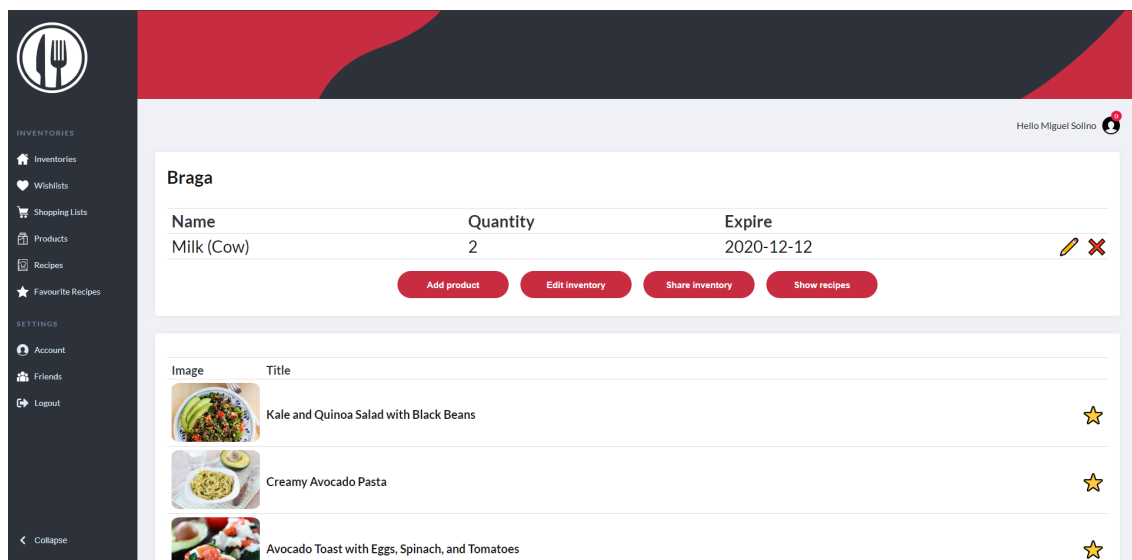 Hello Miguel Solino
0
INVENTORIES
Inventories
Wishlists
Shopping Lists
Products
Recipes
Favourite Recipes
SETTINGS
Account
Friends
Logout
Collapse
Braga
Name Quantity Expire
Milk (Cow) 2 2020-12-12
Add product Edit inventory Share inventory Show recipes
Image Title
Kale and Quinoa Salad with Black Beans
Creamy Avocado Pasta
Avocado Toast with Eggs, Spinach, and Tomatoes